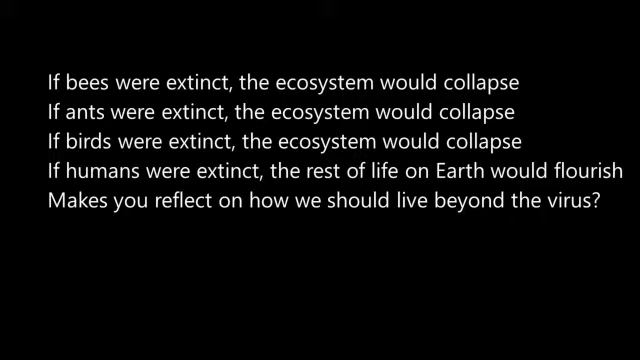 If bees were extinct, the ecosystem would collapse
If ants were extinct, the ecosystem would collapse
If birds were extinct, the ecosystem would collapse
If humans were extinct, the rest of life on Earth would flourish
Makes you reflect on how we should live beyond the virus?